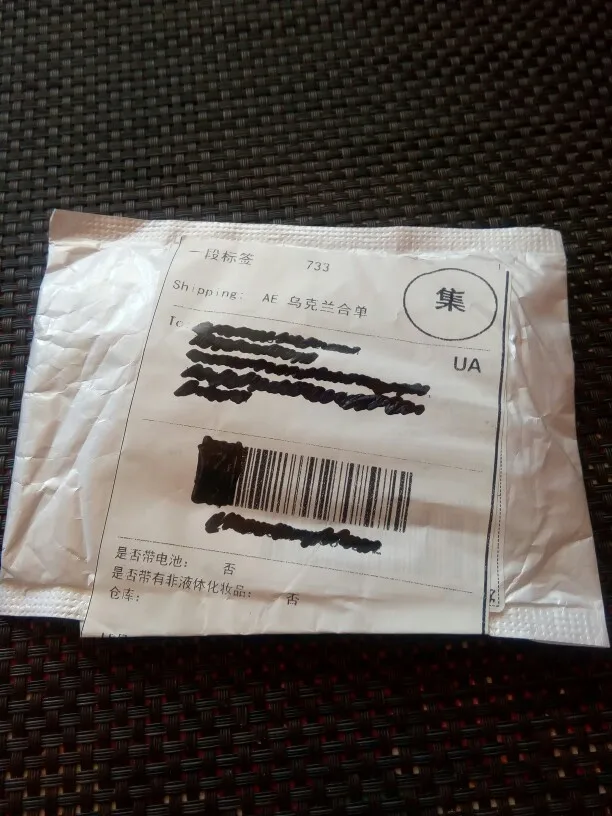 一段标签 733
集
Shipping: AE 乌克兰合单
To
UA
是否带电池: 否
是否带有非液体化妆品: 否
仓库: